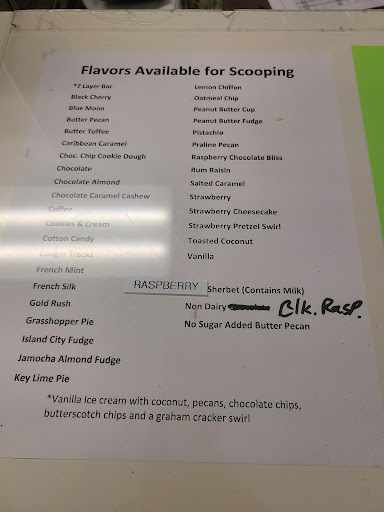 Flavors Available for Scooping
*7 Layer Bar
Black Cherry
Blue Moon
Butter Pecan
Butter Toffee
Caribbean Caramel
Choc. Chip Cookie Dough
Chocolate
Chocolate Almond
Chocolate Caramel Cashew
Coffee
Cookies & Cream
Cotton Candy
Cougar Tracks
French Mint
French Silk
Gold Rush
Grasshopper Pie
Island City Fudge
Jamocha Almond Fudge
Key Lime Pie
Lemon Chiffon
Oatmeal Chip
Peanut Butter Cup
Peanut Butter Fudge
Pistachio
Praline Pecan
Raspberry Chocolate Bliss
Rum Raisin
Salted Caramel
Strawberry
Strawberry Cheesecake
Strawberry Pretzel Swirl
Toasted Coconut
Vanilla
RASPBERRY Sherbet (Contains Milk)
Non Dairy Blk. Rasp.
No Sugar Added Butter Pecan
*Vanilla Ice cream with coconut, pecans, chocolate chips,
butterscotch chips and a graham cracker swirl